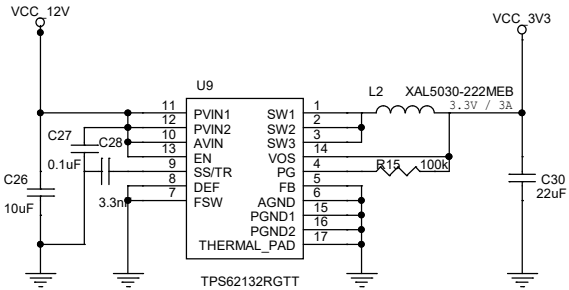 VCC_12V
VCC_3V3
U9
L2
XAL5030-222MEB
3.3V / 3A
11
PVIN1
SW1
1
12
PVIN2
SW2
2
10
AVIN
SW3
3
13
EN
VOS
14
9
SS/TR
PG
4
8
DEF
FB
5
7
FSW
AGND
6
PGND1
15
PGND2
16
THERMAL_PAD
17
C27
0.1uF
C28
C26
10uF
R15
100k
C30
22uF
TPS62132RGTT